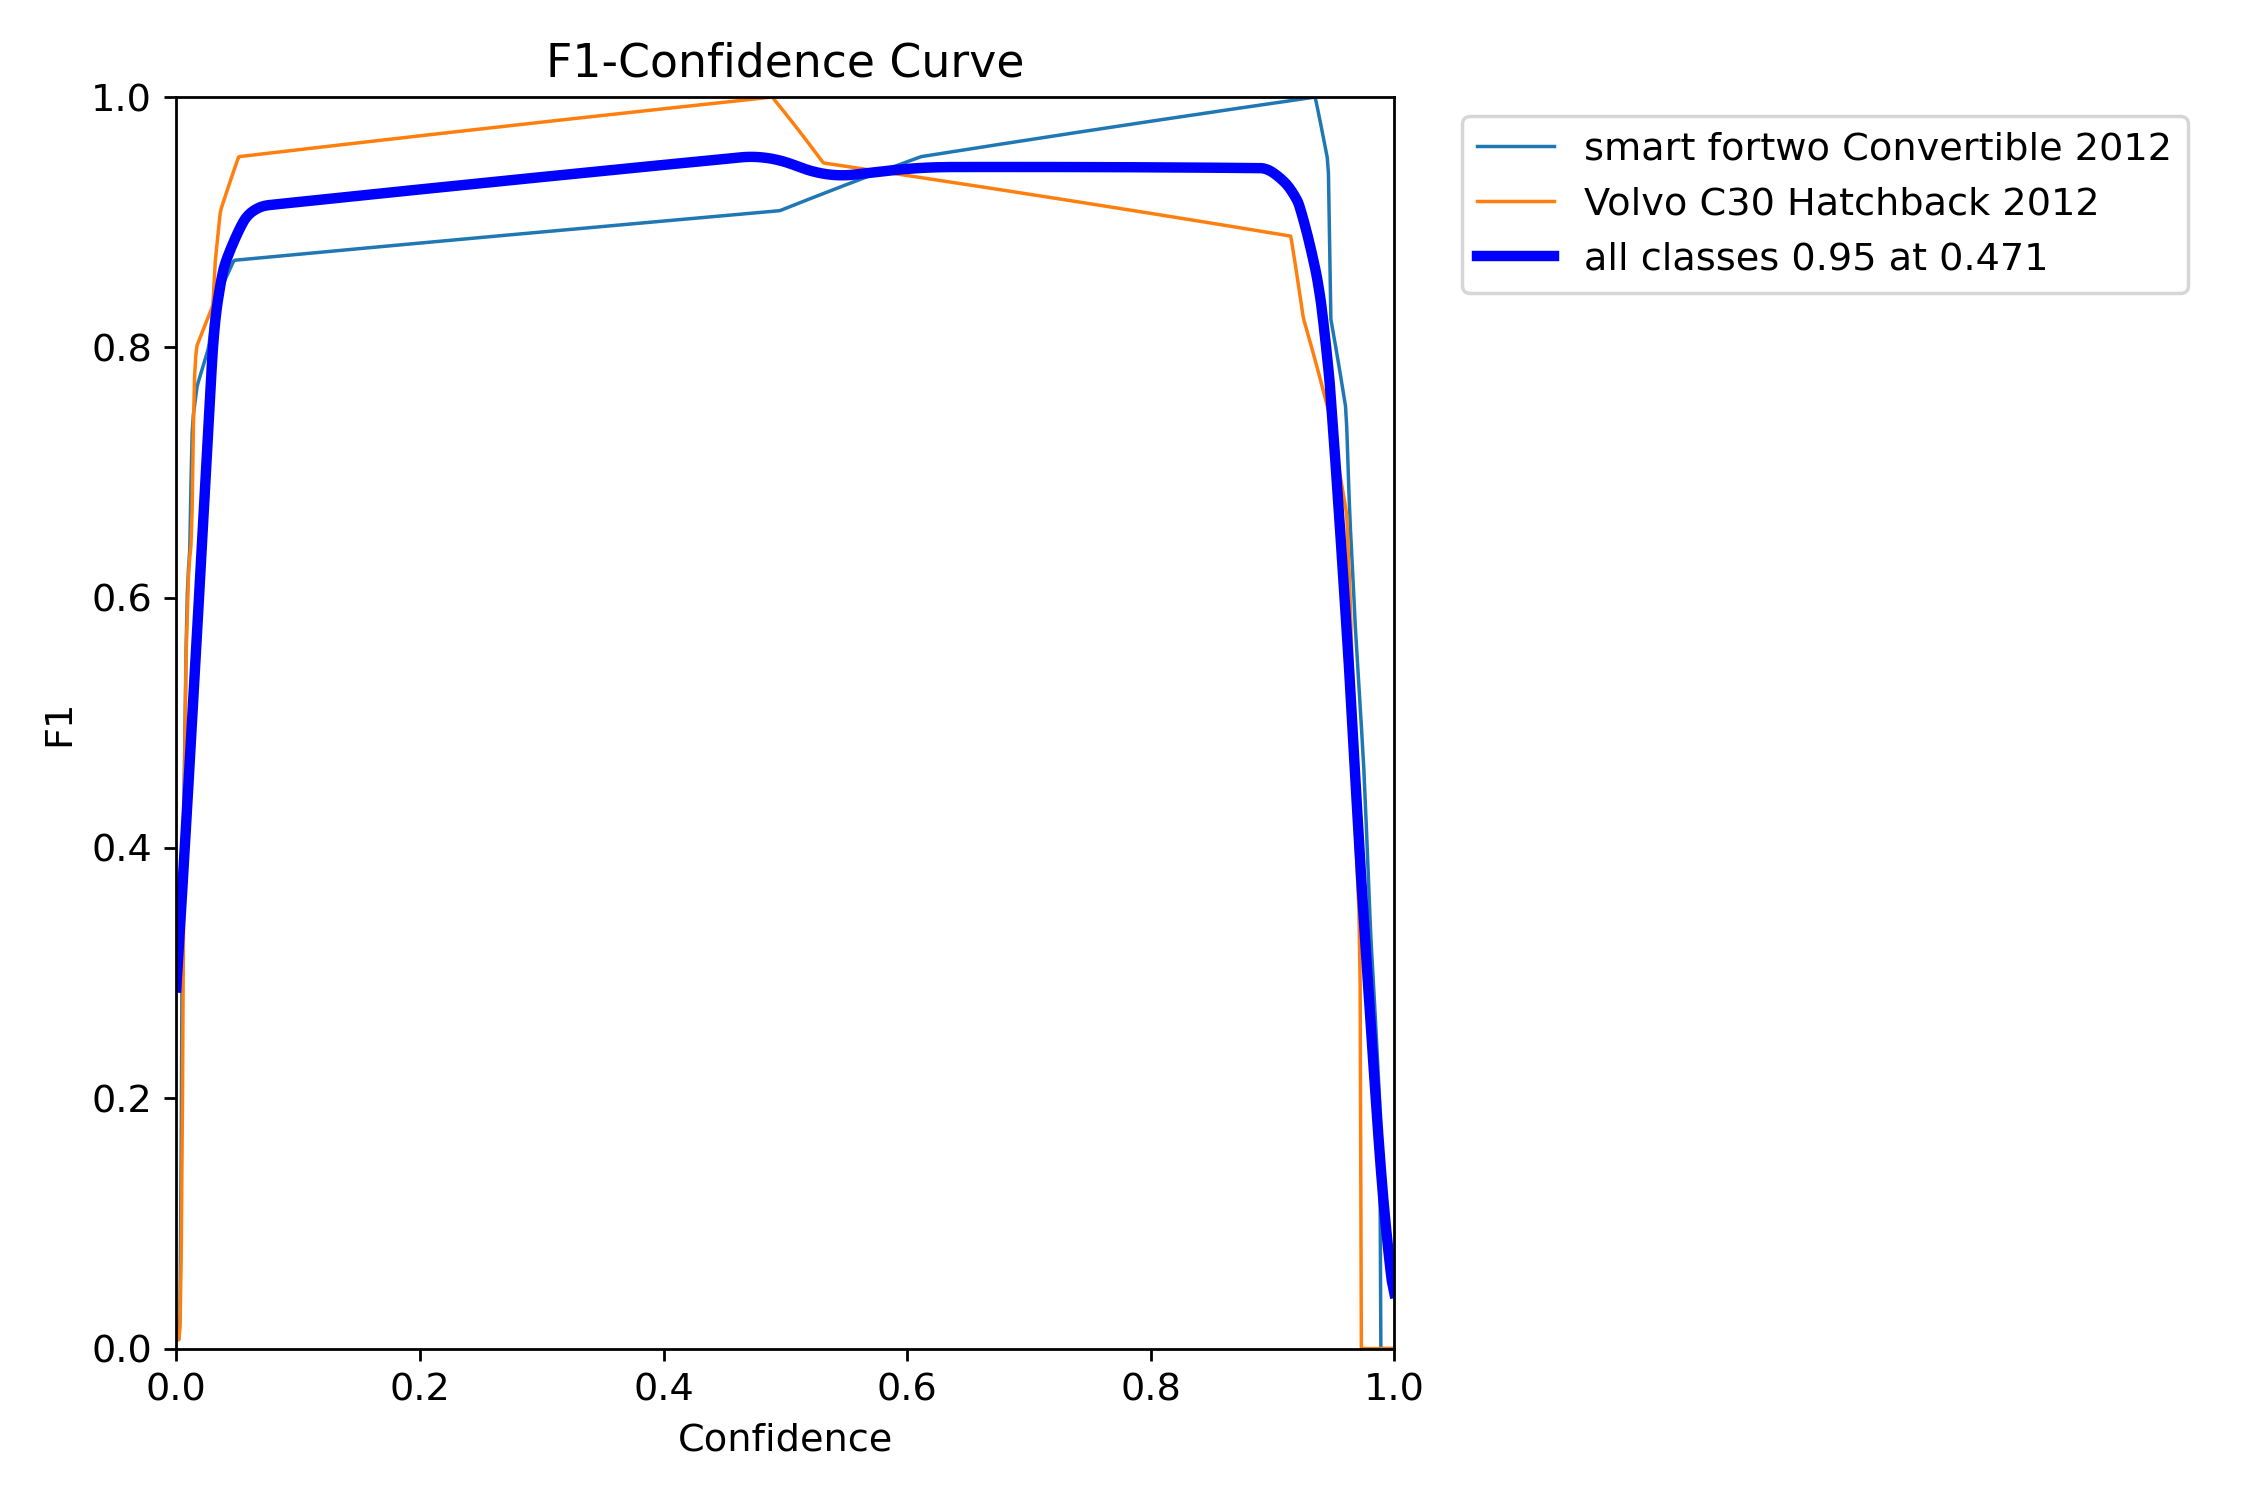 F1-Confidence Curve
smart fortwo Convertible 2012
Volvo C30 Hatchback 2012
all classes 0.95 at 0.471
F1
1.0
0.8
0.6
0.4
0.2
0.0
0.0 0.2 0.4 0.6 0.8 1.0
Confidence